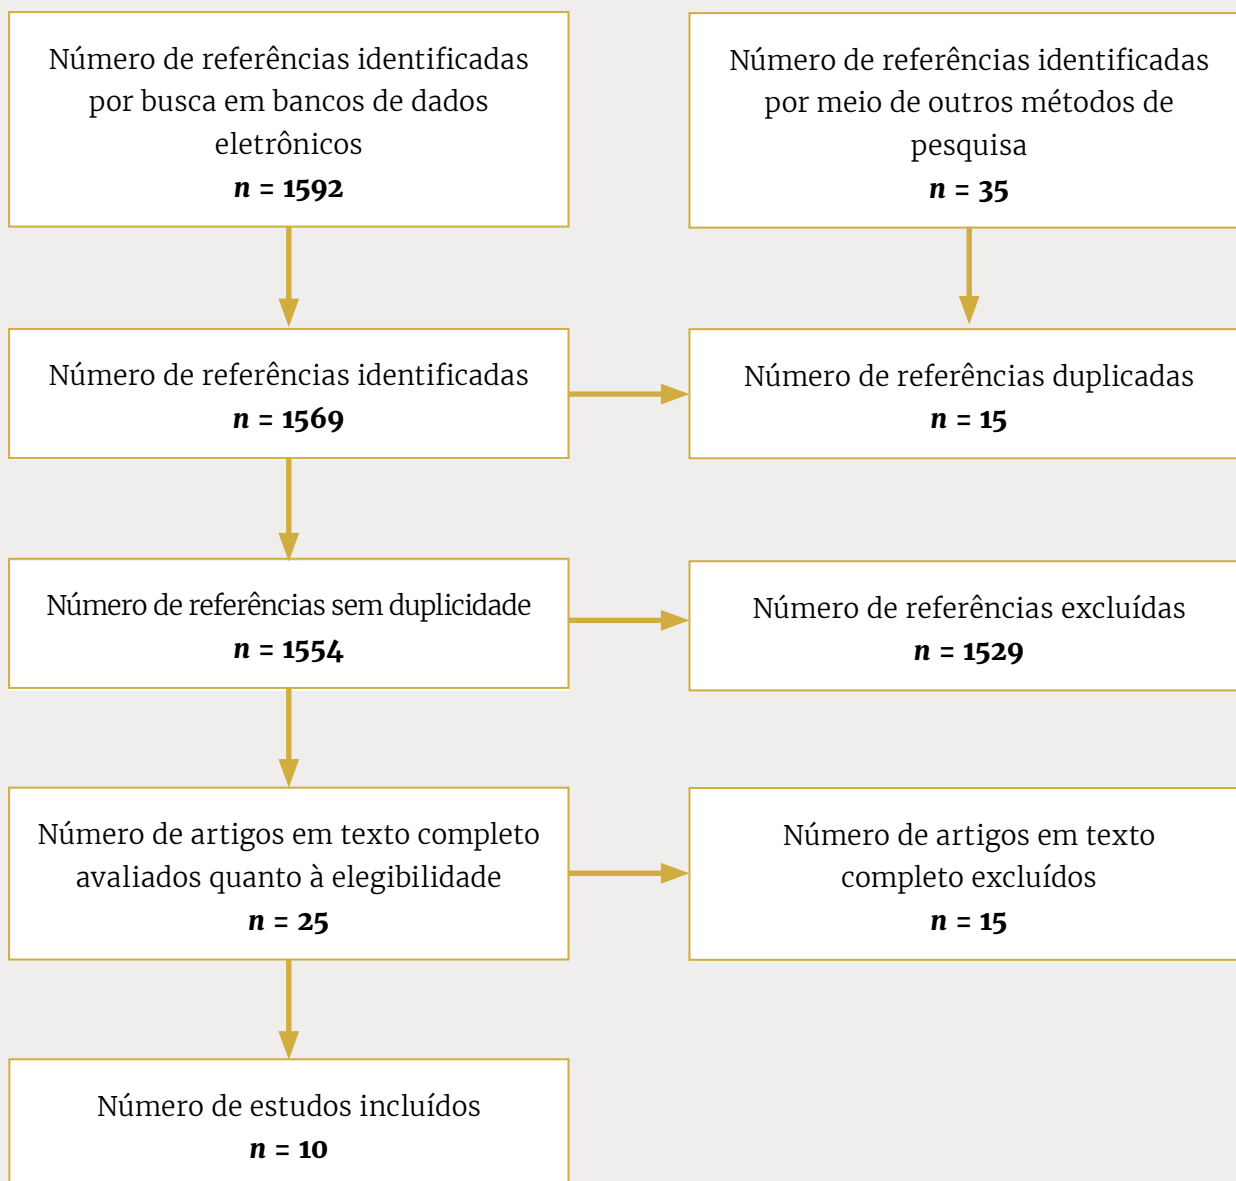 Número de referências identificadas
por busca em bancos de dados
eletrônicos
n = 1592
Número de referências identificadas
por meio de outros métodos de
pesquisa
n = 35
Número de referências identificadas
n = 1569
Número de referências duplicadas
n = 15
Número de referências sem duplicidade
n = 1554
Número de referências excluídas
n = 1529
Número de artigos em texto completo
avaliados quanto à elegibilidade
n = 25
Número de artigos em texto
completo excluídos
n = 15
Número de estudos incluídos
n = 10